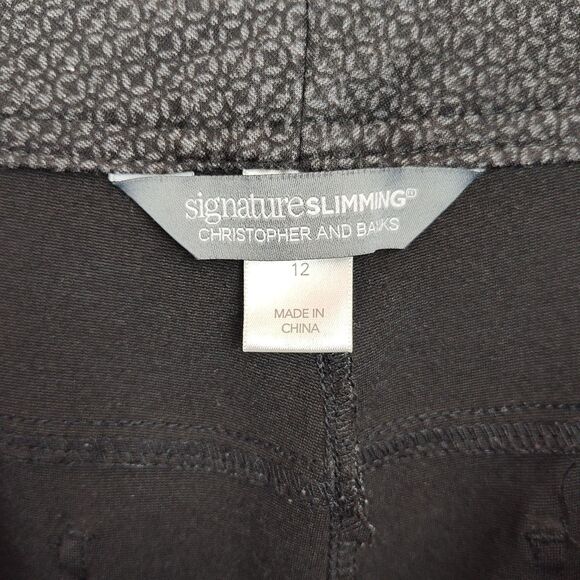 signatureSLIMMING®
CHRISTOPHER AND BANKS
12
MADE IN
CHINA